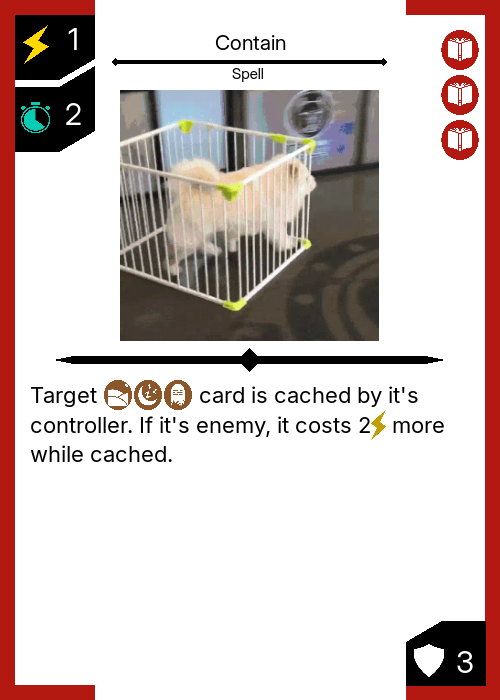 1
Contain
Spell
2
Target card is cached by it's
controller. If it's enemy, it costs 2 more
while cached.
3